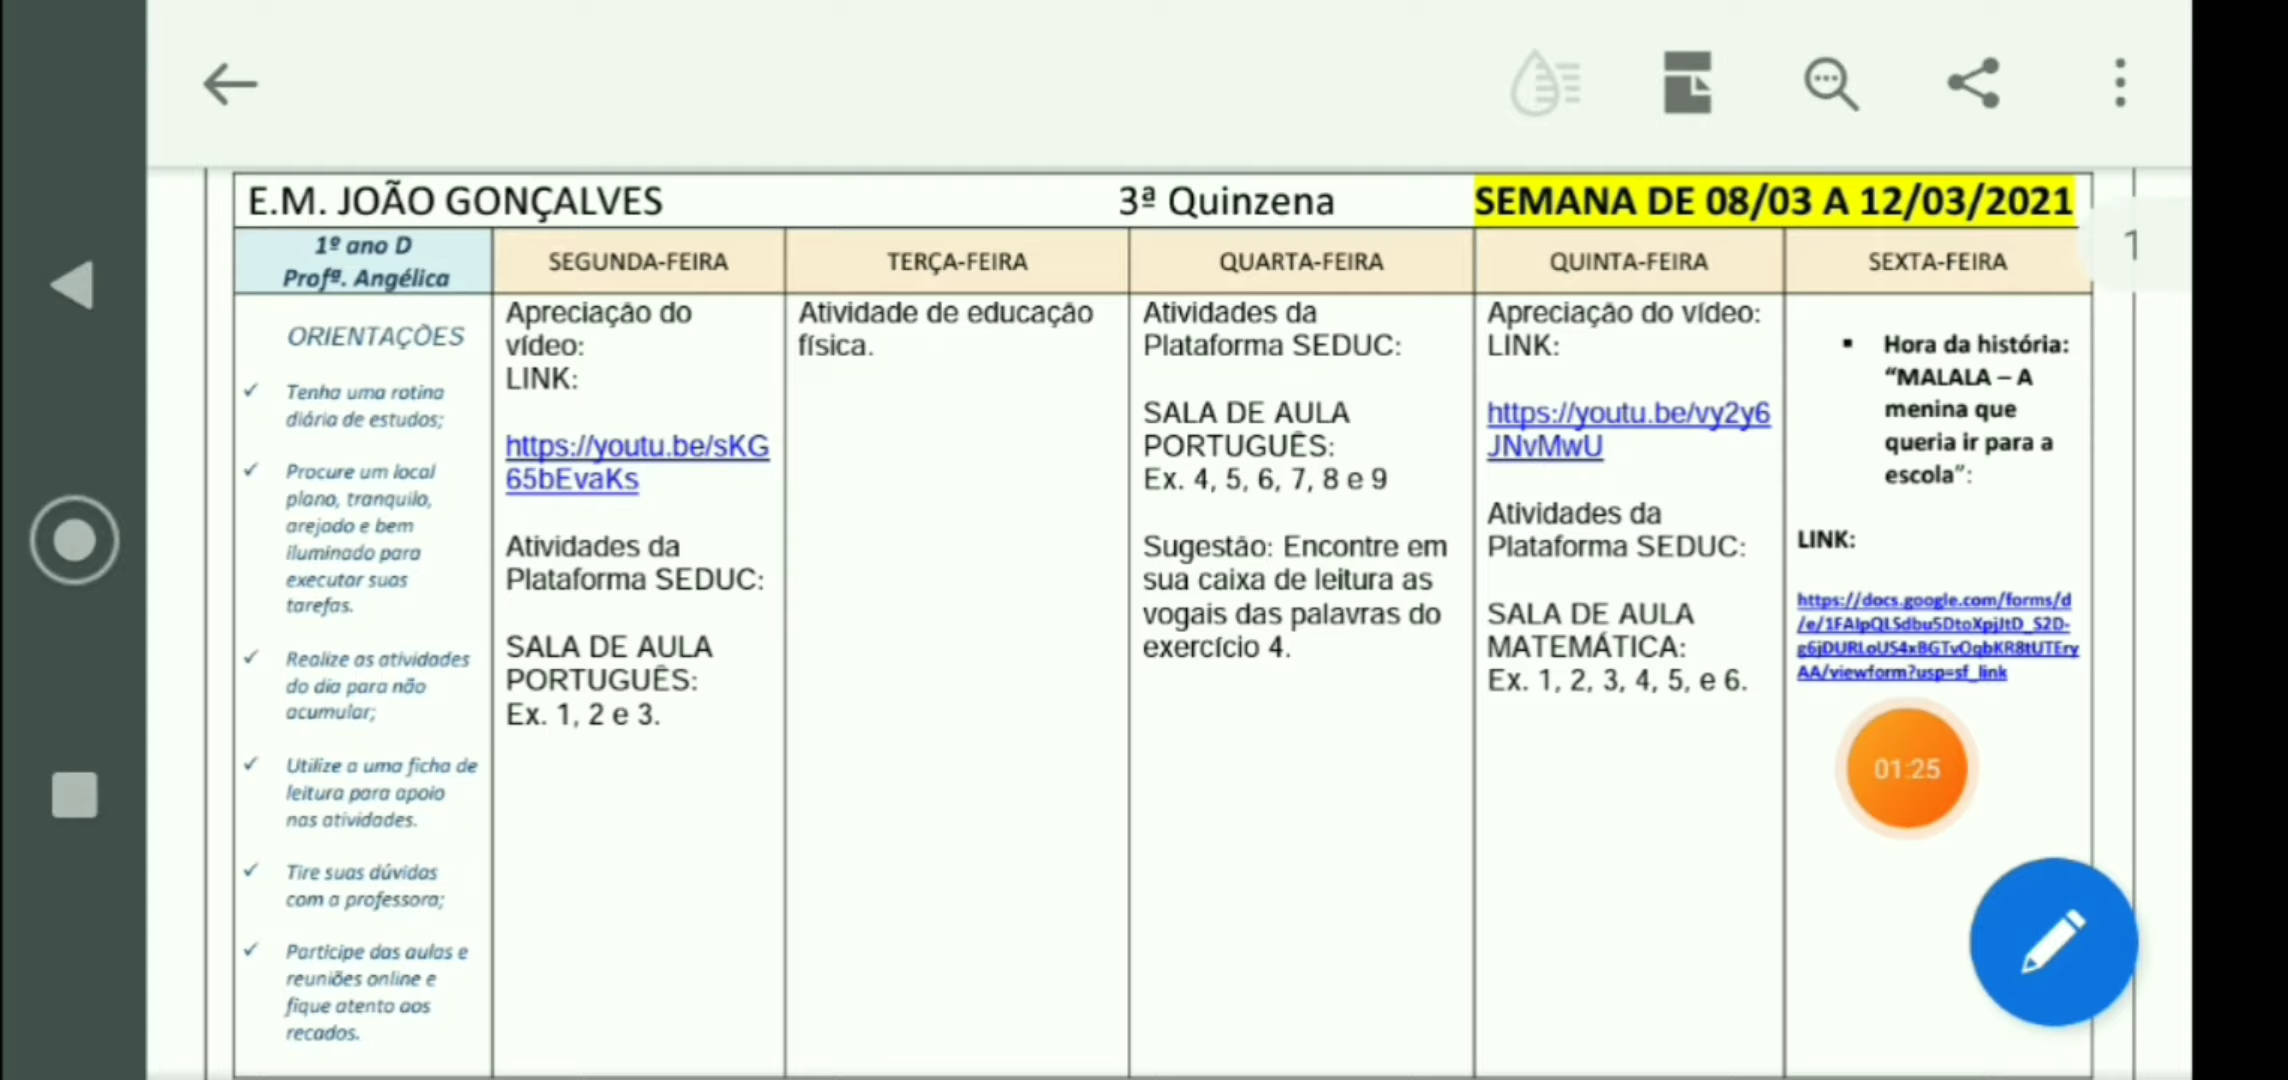 E.M. JOÃO GONÇALVES 3ª Quinzena SEMANA DE 08/03 A 12/03/2021
1
1º ano D
Profª. Angélica
SEGUNDA-FEIRA
TERÇA-FEIRA
QUARTA-FEIRA
QUINTA-FEIRA
SEXTA-FEIRA
ORIENTAÇÕES
✓ Tenha uma rotina
diária de estudos;
✓ Procure um local
plano, tranquilo,
arejado e bem
iluminado para
executar suas
tarefas.
✓ Realize as atividades
do dia para não
acumular;
✓ Utilize a uma ficha de
leitura para apoio
nas atividades.
✓ Tire suas dúvidas
com a professora;
✓ Participe das aulas e
reuniões online e
fique atento aos
recados.
Apreciação do
vídeo:
LINK:
https://youtu.be/sKG
65bEvaKs
Atividades da
Plataforma SEDUC:
SALA DE AULA
PORTUGUÊS:
Ex. 1, 2 e 3.
Atividade de educação
física.
Atividades da
Plataforma SEDUC:
SALA DE AULA
PORTUGUÊS:
Ex. 4, 5, 6, 7, 8 e 9
Sugestão: Encontre em
sua caixa de leitura as
vogais das palavras do
exercício 4.
Apreciação do vídeo:
LINK:
https://youtu.be/vy2y6
JNvMwU
Atividades da
Plataforma SEDUC:
SALA DE AULA
MATEMÁTICA:
Ex. 1, 2, 3, 4, 5, e 6.
▪ Hora da história:
“MALALA – A
menina que
queria ir para a
escola”:
LINK:
https://docs.google.com/forms/d
/e/1FAIpQLSdbu5DtoXpjJtD_S2D-
g6jDURLoUS4xBGTvOqbKR8tUTEry
AA/viewform?usp=sf_link
01:25